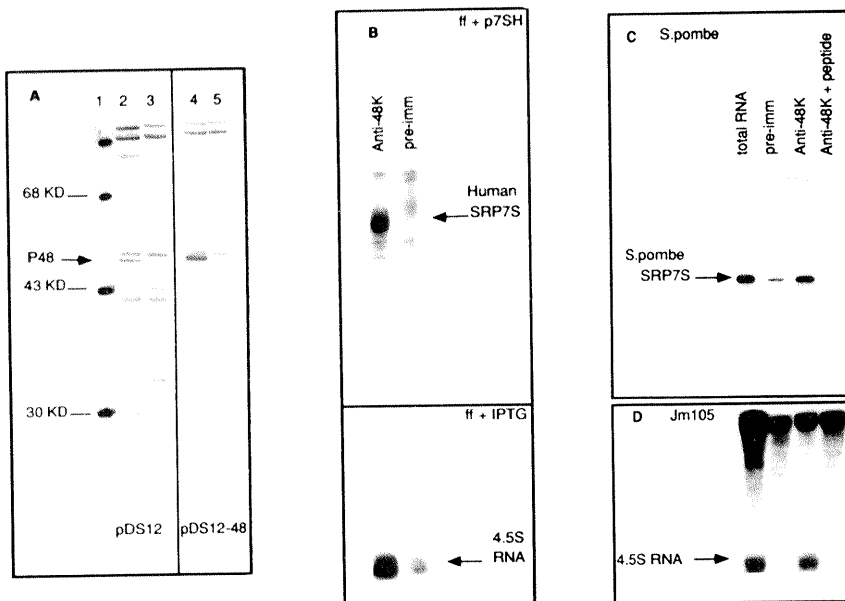 A
1 2 3 4 5
68 KD
P48
43 KD
30 KD
pDS12 pDS12-48
B ff + p7SH
Anti-48K
pre-imm
Human
SRP7S
ff + IPTG
4.5S
RNA
C S.pombe
total RNA
pre-imm
Anti-48K
Anti-48K + peptide
S.pombe
SRP7S
D Jm105
4.5S RNA